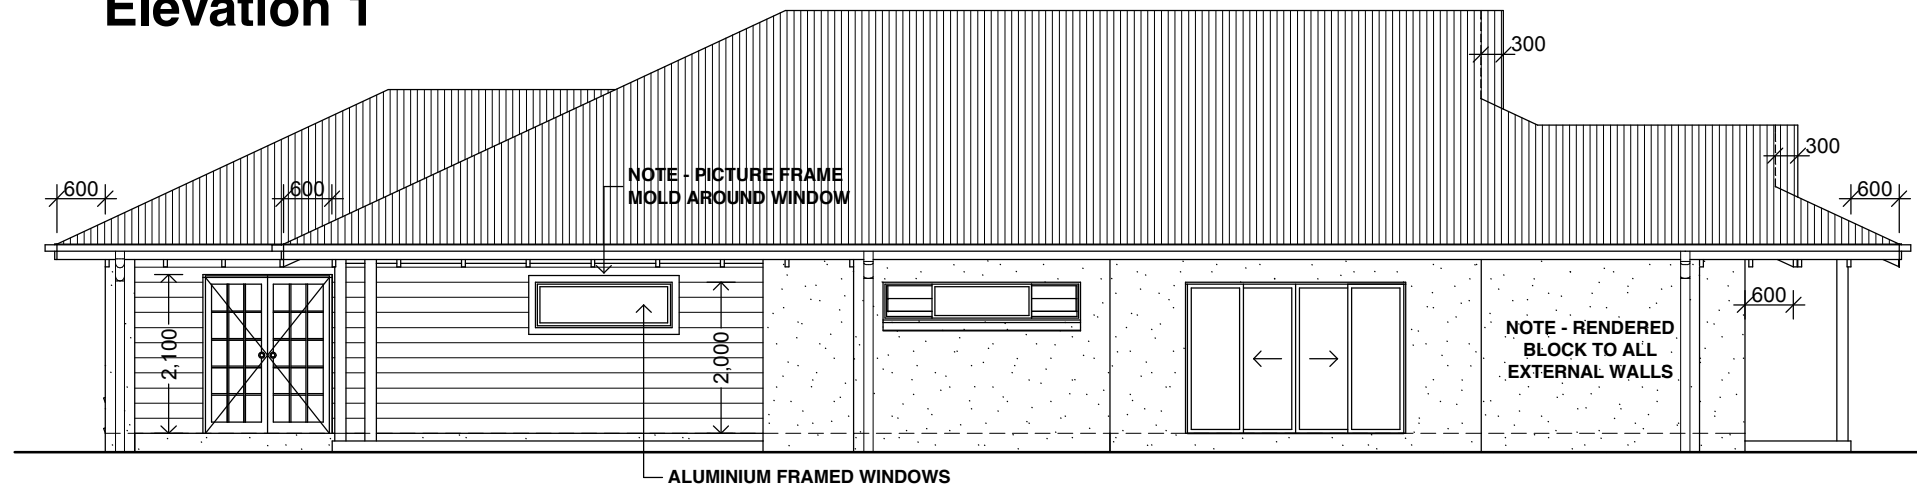 Elevation 1
300
300
600
600
600
NOTE - PICTURE FRAME
MOLD AROUND WINDOW
600
2,100
2,000
NOTE - RENDERED
BLOCK TO ALL
EXTERNAL WALLS
ALUMINIUM FRAMED WINDOWS